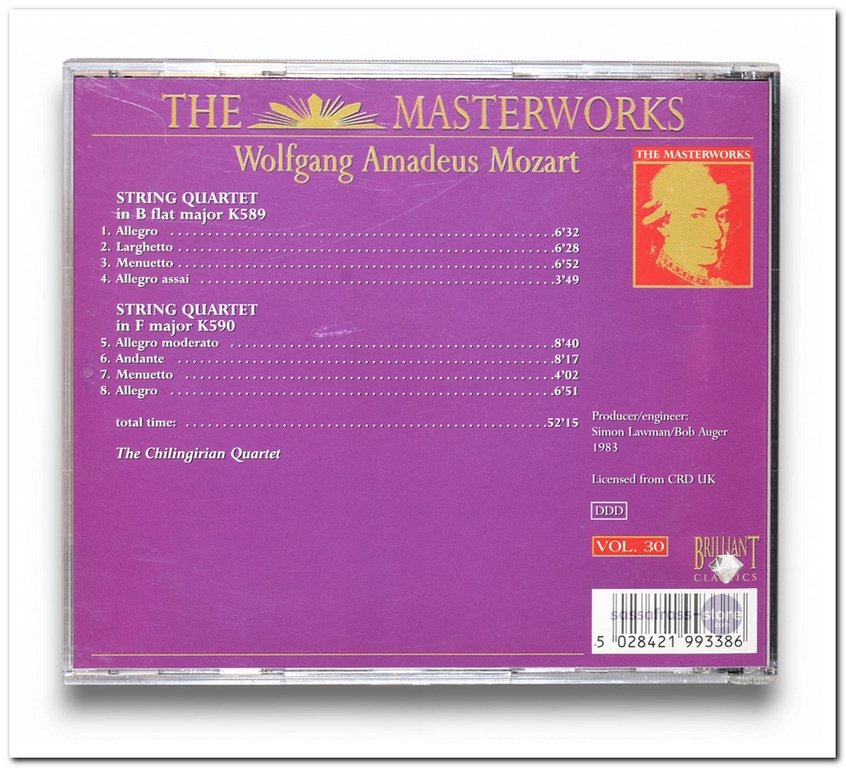 THE MASTERWORKS
Wolfgang Amadeus Mozart
THE MASTERWORKS
STRING QUARTET
in B flat major K589
1. Allegro ..................................................6'32
2. Larghetto ..................................................6'28
3. Menuetto ..................................................6'52
4. Allegro assai ..................................................3'49
STRING QUARTET
in F major K590
5. Allegro moderato ..................................................8'40
6. Andante ..................................................8'17
7. Menuetto ..................................................4'02
8. Allegro ..................................................6'51
total time: ..................................................52'15
The Chilingirian Quartet
Producer/engineer:
Simon Lawman/Bob Auger
1983
Licensed from CRD UK
DDD
VOL. 30
BRILLIANT
CLASSICS
sassafrass-store
.com
5 028421 993386